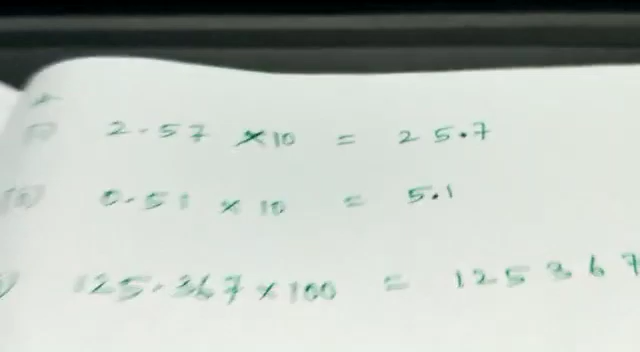 2.57 × 10 = 25.7
0.51 × 10 = 5.1
125.367 × 100 = 125367